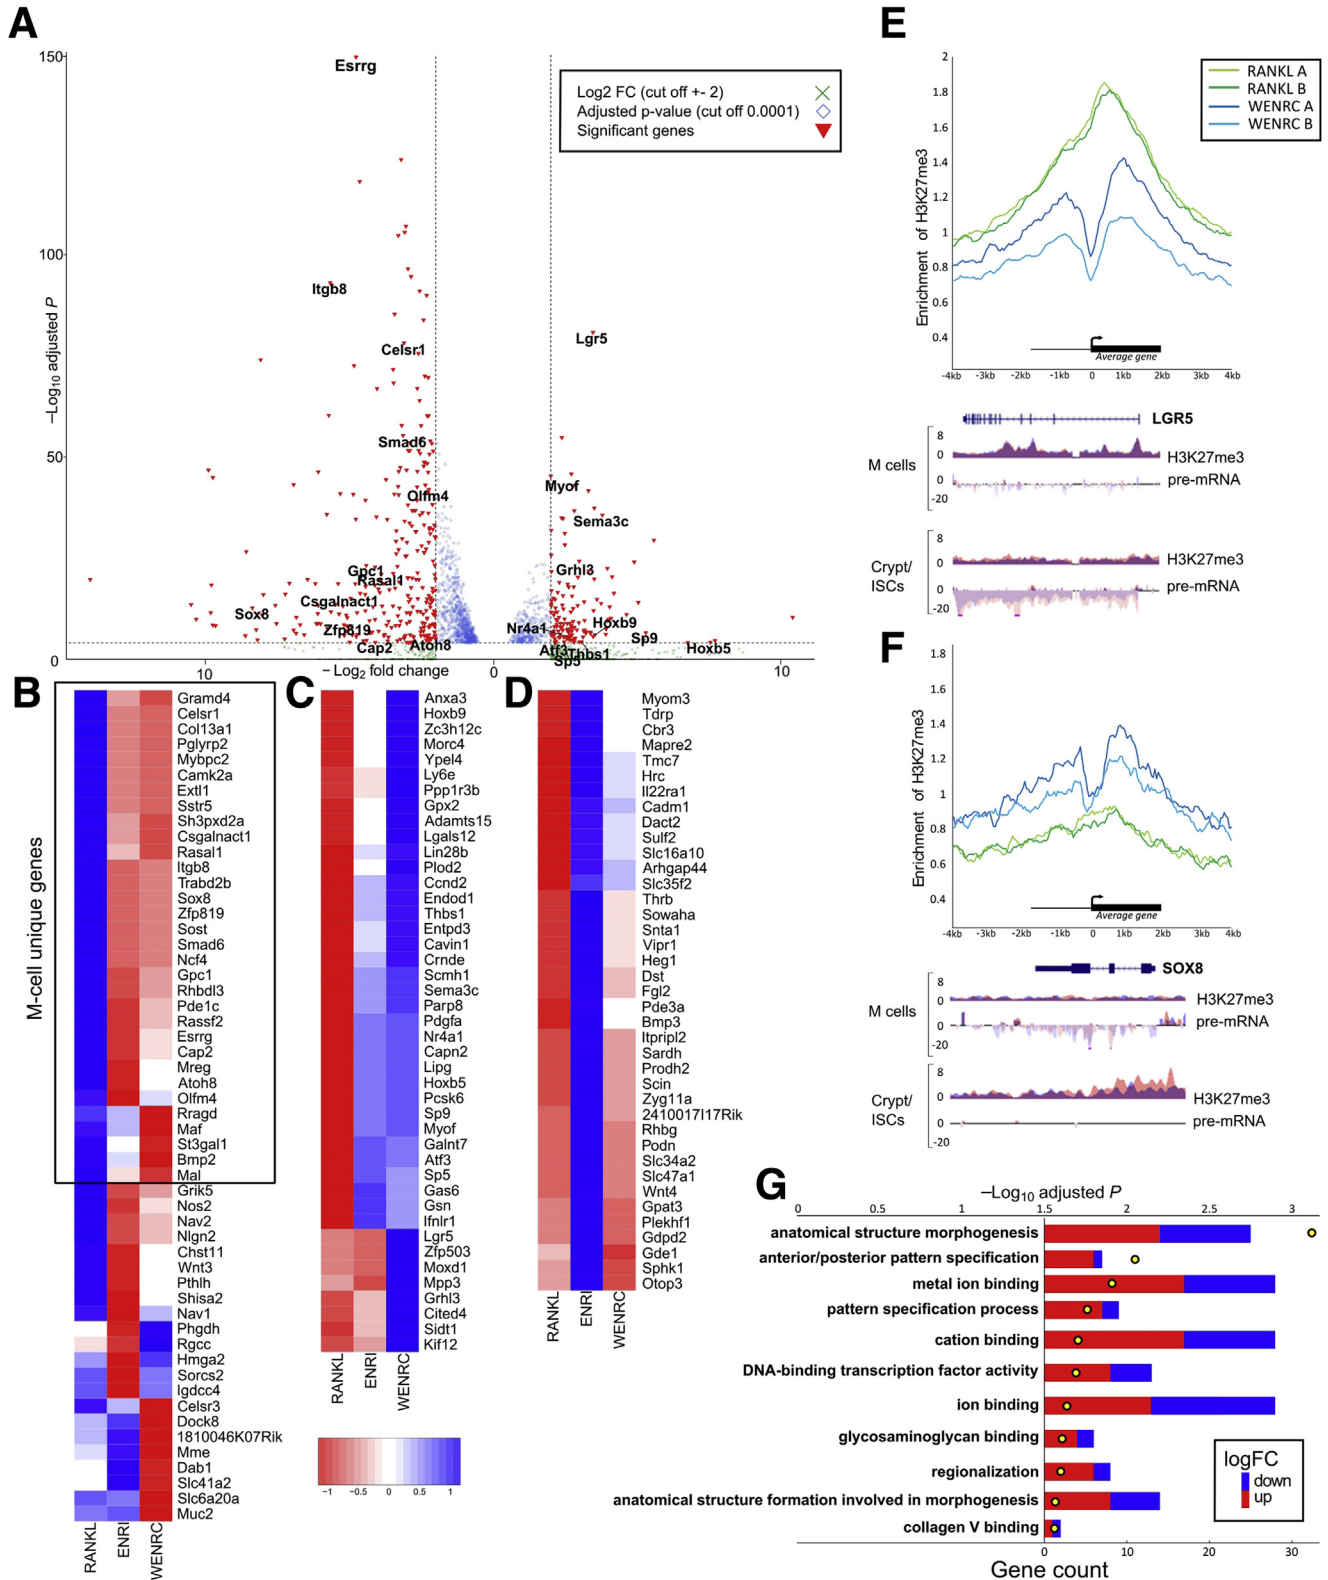 A
150
100
50
0
–Log10 adjusted P
Esrrg
Itgb8
Celsr1
Smad6
Olfm4
Gpc1
Rasal1
Csgalnact1
Sox8
Zfp819
Cap2
Atoh8
Lgr5
Myof
Sema3c
Grhl3
Nr4a1
Hoxb9
Sp9
Hoxb5
Atf3
Thbs1
Sp5
Log2 FC (cut off +- 2)
Adjusted p-value (cut off 0.0001)
Significant genes
10
0
10
– Log2 fold change
B
M-cell unique genes
Gramd4
Celsr1
Col13a1
Pglyrp2
Mybpc2
Camk2a
Extl1
Sstr5
Sh3pxd2a
Csgalnact1
Rasal1
Itgb8
Trabd2b
Sox8
Zfp819
Sost
Smad6
Ncf4
Gpc1
Rhbdl3
Pde1c
Rassf2
Esrrg
Cap2
Mreg
Atoh8
Olfm4
Rragd
Maf
St3gal1
Bmp2
Mal
Grik5
Nos2
Nav2
Nlgn2
Chst11
Wnt3
Pthlh
Shisa2
Nav1
Phgdh
Rgcc
Hmga2
Sorcs2
Igdcc4
Celsr3
Dock8
1810046K07Rik
Mme
Dab1
Slc41a2
Slc6a20a
Muc2
RANKL
ENRI
WENRC
C
Anxa3
Hoxb9
Zc3h12c
Morc4
Ypel4
Ly6e
Ppp1r3b
Gpx2
Adamts15
Lgals12
Lin28b
Plod2
Ccnd2
Endod1
Thbs1
Entpd3
Cavin1
Crnde
Scmh1
Sema3c
Parp8
Pdgfa
Nr4a1
Capn2
Lipg
Hoxb5
Pcsk6
Sp9
Myof
Galnt7
Atf3
Sp5
Gas6
Gsn
Ifnlr1
Lgr5
Zfp503
Moxd1
Mpp3
Grhl3
Cited4
Sidt1
Kif12
RANKL
ENRI
WENRC
−1
−0.5
0
0.5
1
D
Myom3
Tdrp
Cbr3
Mapre2
Tmc7
Hrc
Il22ra1
Cadm1
Dact2
Sulf2
Slc16a10
Arhgap44
Slc35f2
Thrb
Sowaha
Snta1
Vipr1
Heg1
Dst
Fgl2
Pde3a
Bmp3
Itpripl2
Sardh
Prodh2
Scin
Zyg11a
2410017I17Rik
Rhbg
Podn
Slc34a2
Slc47a1
Wnt4
Gpat3
Plekhf1
Gdpd2
Gde1
Sphk1
Otop3
RANKL
ENRI
WENRC
E
2
1.8
1.6
1.4
1.2
1
0.8
0.6
0.4
Enrichment of H3K27me3
RANKL A
RANKL B
WENRC A
WENRC B
Average gene
-4kb -3kb -2kb -1kb 0 1kb 2kb 3kb 4kb
LGR5
M cells
8
0
H3K27me3
0
-20
pre-mRNA
Crypt/
ISCs
8
0
H3K27me3
0
-20
pre-mRNA
F
1.8
1.6
1.4
1.2
1
0.8
0.6
0.4
Enrichment of H3K27me3
Average gene
-4kb -3kb -2kb -1kb 0 1kb 2kb 3kb 4kb
SOX8
M cells
8
0
H3K27me3
0
-20
pre-mRNA
Crypt/
ISCs
8
0
H3K27me3
0
-20
pre-mRNA
G
–Log10 adjusted P
0 0.5 1 1.5 2 2.5 3
anatomical structure morphogenesis
anterior/posterior pattern specification
metal ion binding
pattern specification process
cation binding
DNA-binding transcription factor activity
ion binding
glycosaminoglycan binding
regionalization
anatomical structure formation involved in morphogenesis
collagen V binding
logFC
down
up
0 10 20 30
Gene count